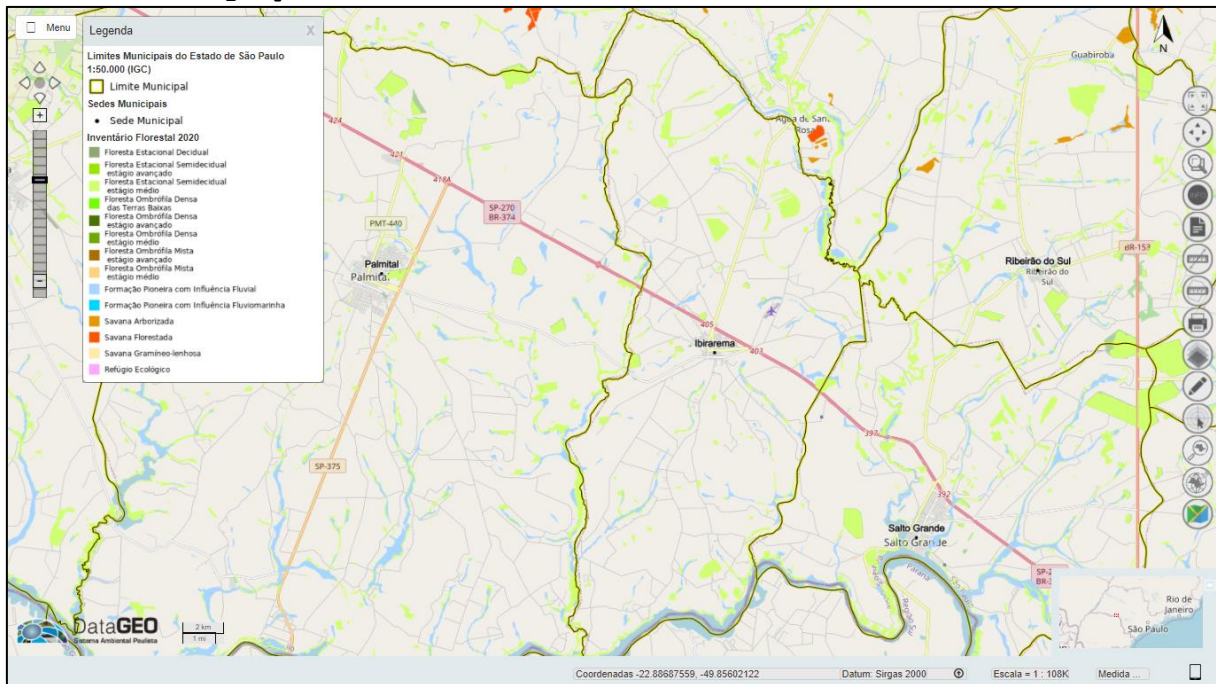 Menu
Legenda
X
Limites Municipais do Estado de São Paulo
1:50.000 (IGC)
Limite Municipal
Sedes Municipais
Sede Municipal
Inventário Florestal 2020
Floresta Estacional Decidual
Floresta Estacional Semidecidual
estágio avançado
Floresta Estacional Semidecidual
estágio médio
Floresta Ombrófila Densa
das Terras Baixas
Floresta Ombrófila Densa
estágio avançado
Floresta Ombrófila Densa
estágio médio
Floresta Ombrófila Mista
estágio avançado
Floresta Ombrófila Mista
estágio médio
Formação Pioneira com Influência Fluvial
Formação Pioneira com Influência Fluviomarinha
Savana Arborizada
Savana Florestada
Savana Gramíneo-lenhosa
Refúgio Ecológico
N
Guabiroba
424
421
418A
SP-270
BR-374
PMT-440
Palmital
Palmital
BR-153
Ribeirão do Sul
Ribeirão do
Sul
405
403
Ibirarema
397
392
SP-375
Salto Grande
Salto Grande
Paraná
Região Sul
Rio de
Janeiro
São Paulo
DataGEO
Sistema Ambiental Paulista
2 km
1 mi
Coordenadas -22.88687559, -49.85602122
Datum: Sirgas 2000
Escala = 1 : 108K
Medida ...